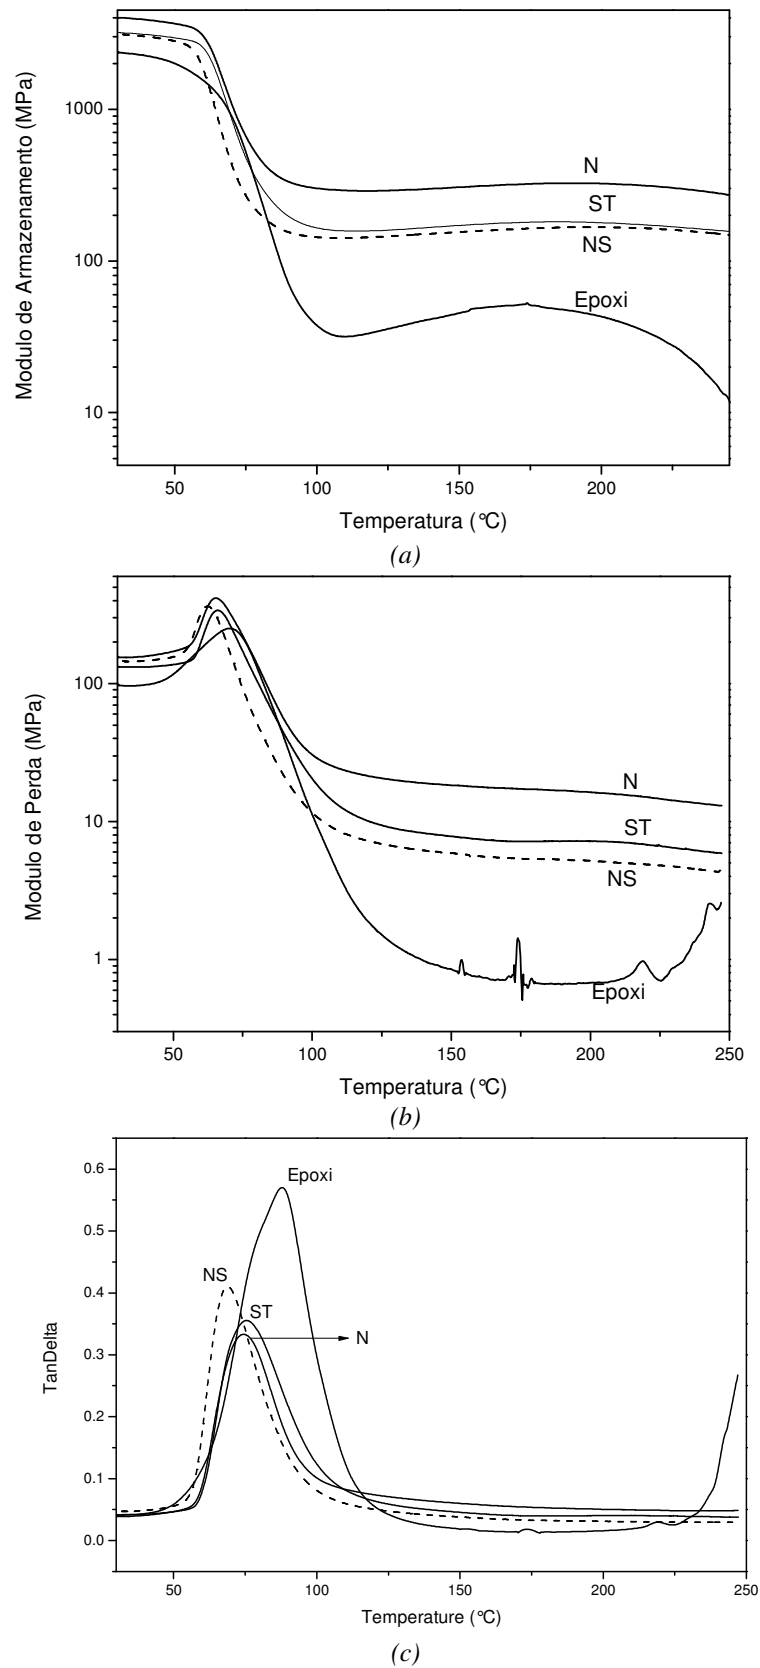 Modulo de Armazenamento (MPa)
1000
100
10
N
ST
NS
Epoxi
50
100
150
200
Temperatura (°C)
(a)
Modulo de Perda (MPa)
100
10
1
N
ST
NS
Epoxi
50
100
150
200
250
Temperatura (°C)
(b)
TanDelta
0.6
0.5
0.4
0.3
0.2
0.1
0.0
Epoxi
NS
ST
N
50
100
150
200
250
Temperature (°C)
(c)